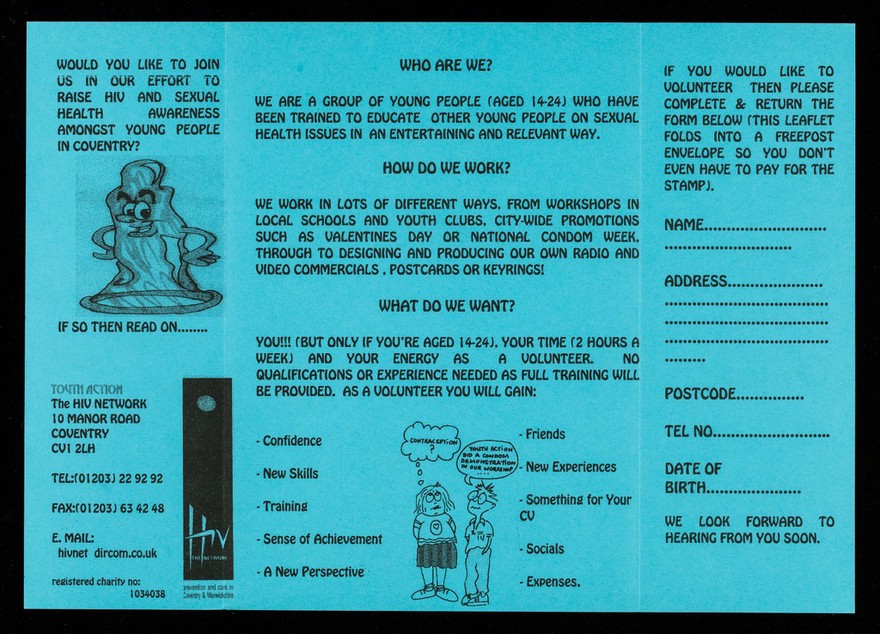 WOULD YOU LIKE TO JOIN
US IN OUR EFFORT TO
RAISE HIV AND SEXUAL
HEALTH AWARENESS
AMONGST YOUNG PEOPLE
IN COVENTRY?
IF SO THEN READ ON........
YOUTH ACTION
The HIV NETWORK
10 MANOR ROAD
COVENTRY
CV1 2LH
TEL:(01203) 22 92 92
FAX:(01203) 63 42 48
E. MAIL:
hivnet dircom.co.uk
registered charity no:
1034038
HIV
THE HIV NETWORK
prevention and care in
Coventry & Warwickshire
WHO ARE WE?
WE ARE A GROUP OF YOUNG PEOPLE (AGED 14-24) WHO HAVE
BEEN TRAINED TO EDUCATE OTHER YOUNG PEOPLE ON SEXUAL
HEALTH ISSUES IN AN ENTERTAINING AND RELEVANT WAY.
HOW DO WE WORK?
WE WORK IN LOTS OF DIFFERENT WAYS, FROM WORKSHOPS IN
LOCAL SCHOOLS AND YOUTH CLUBS, CITY-WIDE PROMOTIONS
SUCH AS VALENTINES DAY OR NATIONAL CONDOM WEEK,
THROUGH TO DESIGNING AND PRODUCING OUR OWN RADIO AND
VIDEO COMMERCIALS , POSTCARDS OR KEYRINGS!
WHAT DO WE WANT?
YOU!!! (BUT ONLY IF YOU'RE AGED 14-24), YOUR TIME (2 HOURS A
WEEK) AND YOUR ENERGY AS A VOLUNTEER. NO
QUALIFICATIONS OR EXPERIENCE NEEDED AS FULL TRAINING WILL
BE PROVIDED. AS A VOLUNTEER YOU WILL GAIN:
- Confidence
- New Skills
- Training
- Sense of Achievement
- A New Perspective
CONTRACEPTION
?
YOUTH ACTION
DID A CONDOM
DEMONSTRATION
IN OUR WORKSHOP
....
- Friends
- New Experiences
- Something for Your
CV
- Socials
- Expenses.
IF YOU WOULD LIKE TO
VOLUNTEER THEN PLEASE
COMPLETE & RETURN THE
FORM BELOW (THIS LEAFLET
FOLDS INTO A FREEPOST
ENVELOPE SO YOU DON'T
EVEN HAVE TO PAY FOR THE
STAMP).
NAME...........................
...........................
ADDRESS.....................
...................................
...................................
...................................
.........
POSTCODE...............
TEL NO..........................
DATE OF
BIRTH.....................
WE LOOK FORWARD TO
HEARING FROM YOU SOON.